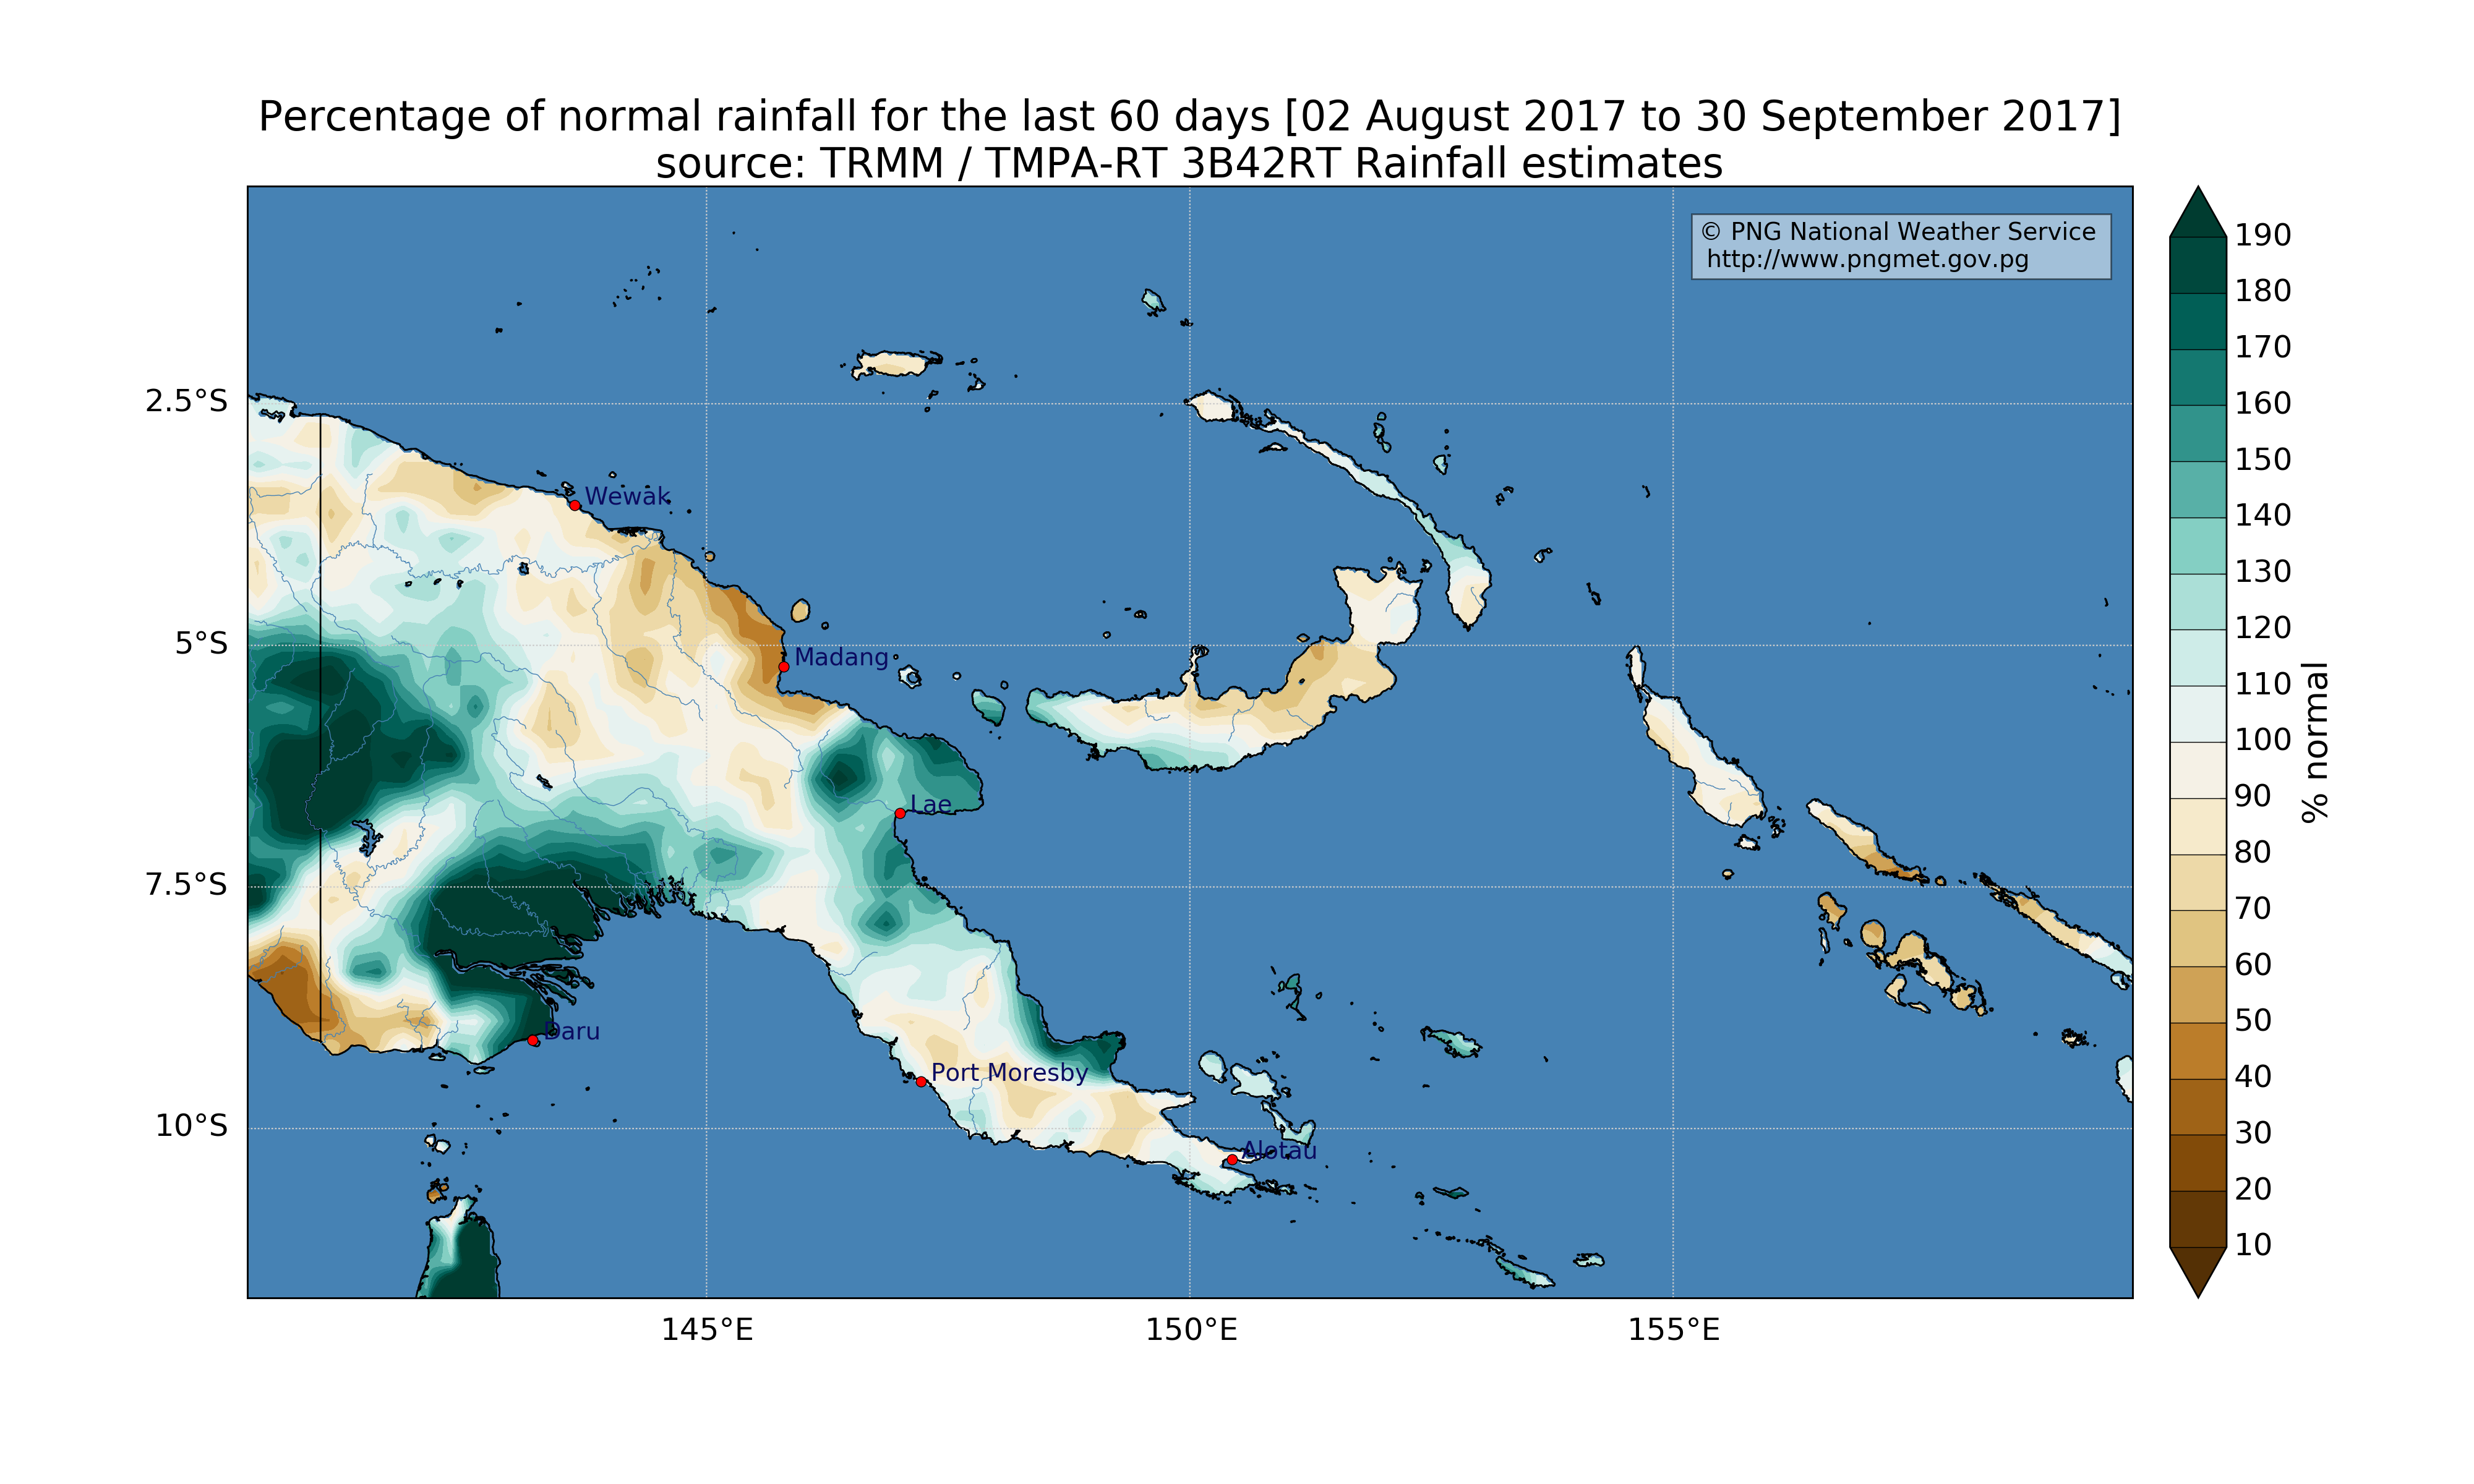 Percentage of normal rainfall for the last 60 days [02 August 2017 to 30 September 2017]
source: TRMM / TMPA-RT 3B42RT Rainfall estimates
© PNG National Weather Service
http://www.pngmet.gov.pg
2.5°S
5°S
7.5°S
10°S
Wewak
Madang
Lae
Daru
Port Moresby
Alotau
145°E
150°E
155°E
190
180
170
160
150
140
130
120
110
100
90
80
70
60
50
40
30
20
10
% normal